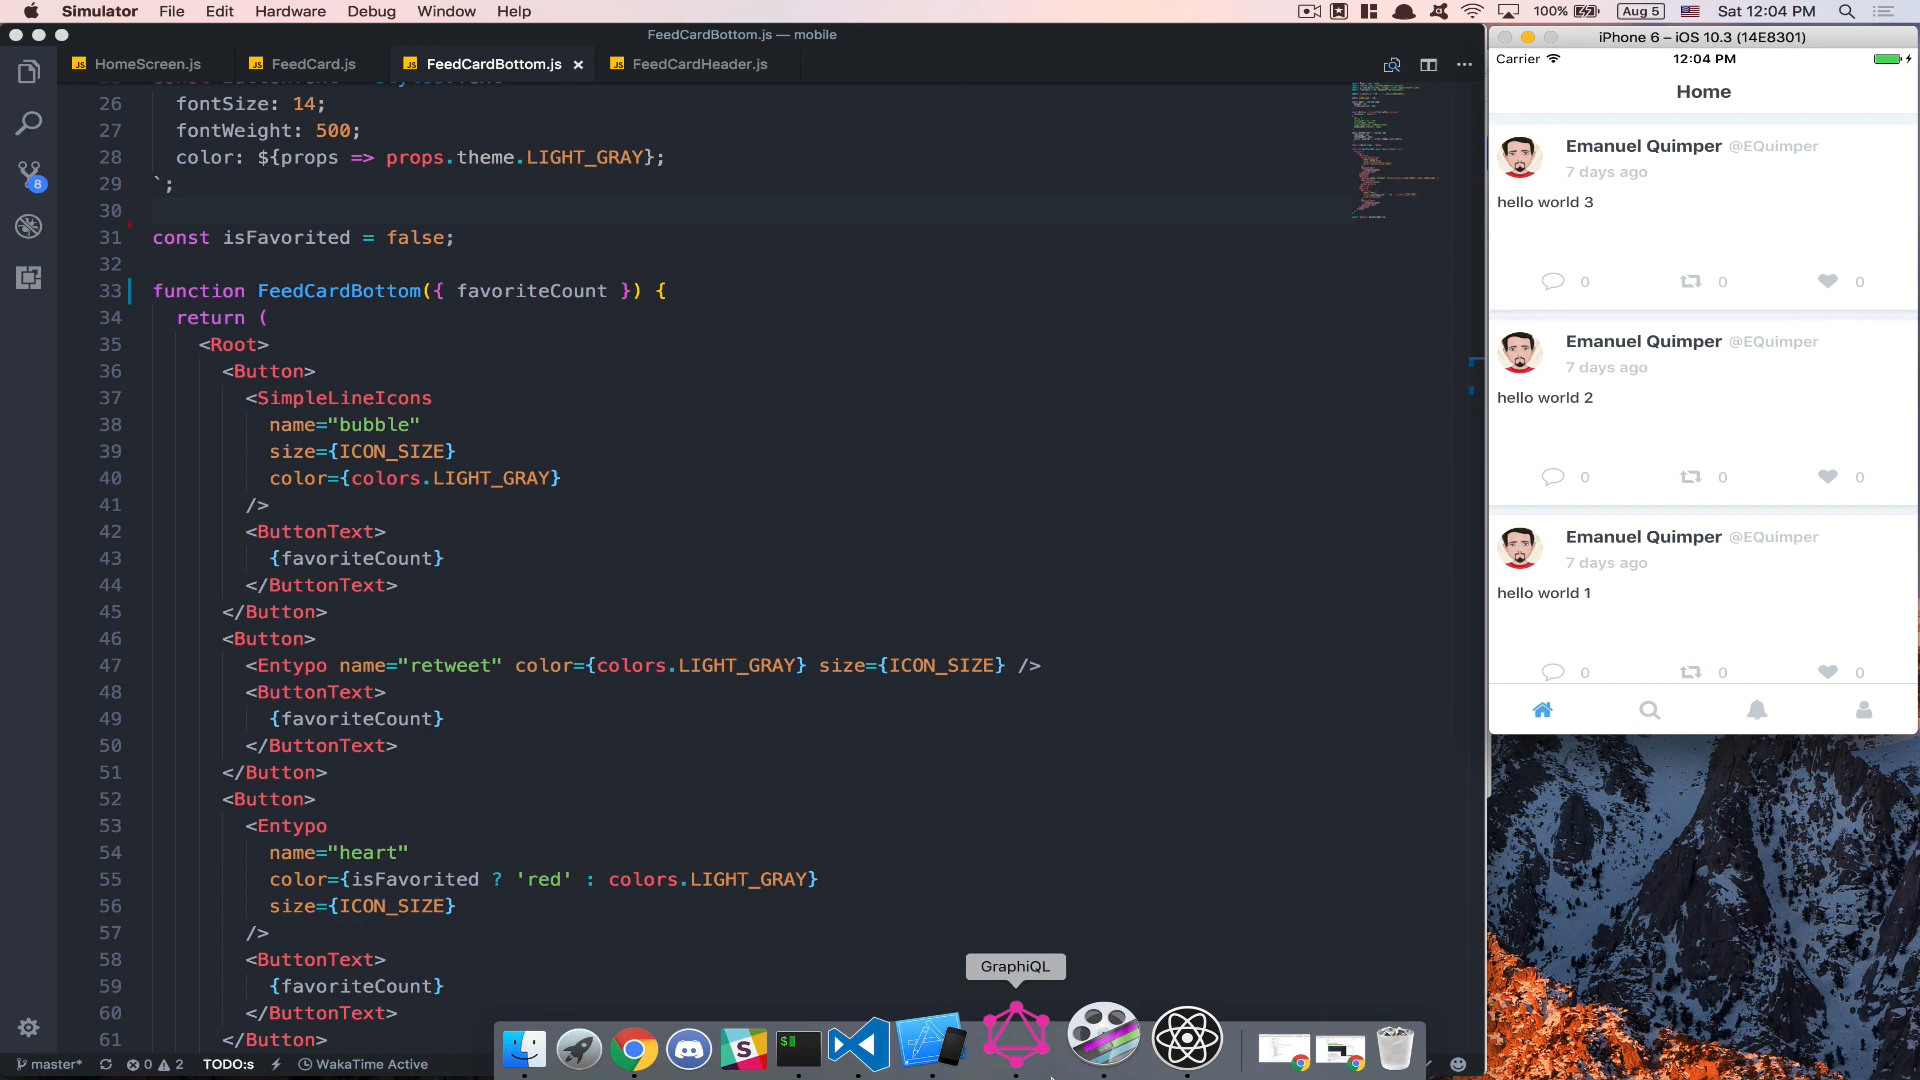 Simulator File Edit Hardware Debug Window Help 100% Aug 5 Sat 12:04 PM
FeedCardBottom.js — mobile
JS HomeScreen.js JS FeedCard.js JS FeedCardBottom.js × JS FeedCardHeader.js
26 fontSize: 14;
27 fontWeight: 500;
28 color: ${props => props.theme.LIGHT_GRAY};
29 `;
30
31 const isFavorited = false;
32
33 function FeedCardBottom({ favoriteCount }) {
34 return (
35 <Root>
36 <Button>
37 <SimpleLineIcons
38 name="bubble"
39 size={ICON_SIZE}
40 color={colors.LIGHT_GRAY}
41 />
42 <ButtonText>
43 {favoriteCount}
44 </ButtonText>
45 </Button>
46 <Button>
47 <Entypo name="retweet" color={colors.LIGHT_GRAY} size={ICON_SIZE} />
48 <ButtonText>
49 {favoriteCount}
50 </ButtonText>
51 </Button>
52 <Button>
53 <Entypo
54 name="heart"
55 color={isFavorited ? 'red' : colors.LIGHT_GRAY}
56 size={ICON_SIZE}
57 />
58 <ButtonText>
59 {favoriteCount}
60 </ButtonText>
61 </Button>
8
GraphiQL
master* 0 2 TODO:s WakaTime Active
iPhone 6 – iOS 10.3 (14E8301)
Carrier 12:04 PM
Home
Emanuel Quimper @EQuimper
7 days ago
hello world 3
0 0 0
Emanuel Quimper @EQuimper
7 days ago
hello world 2
0 0 0
Emanuel Quimper @EQuimper
7 days ago
hello world 1
0 0 0